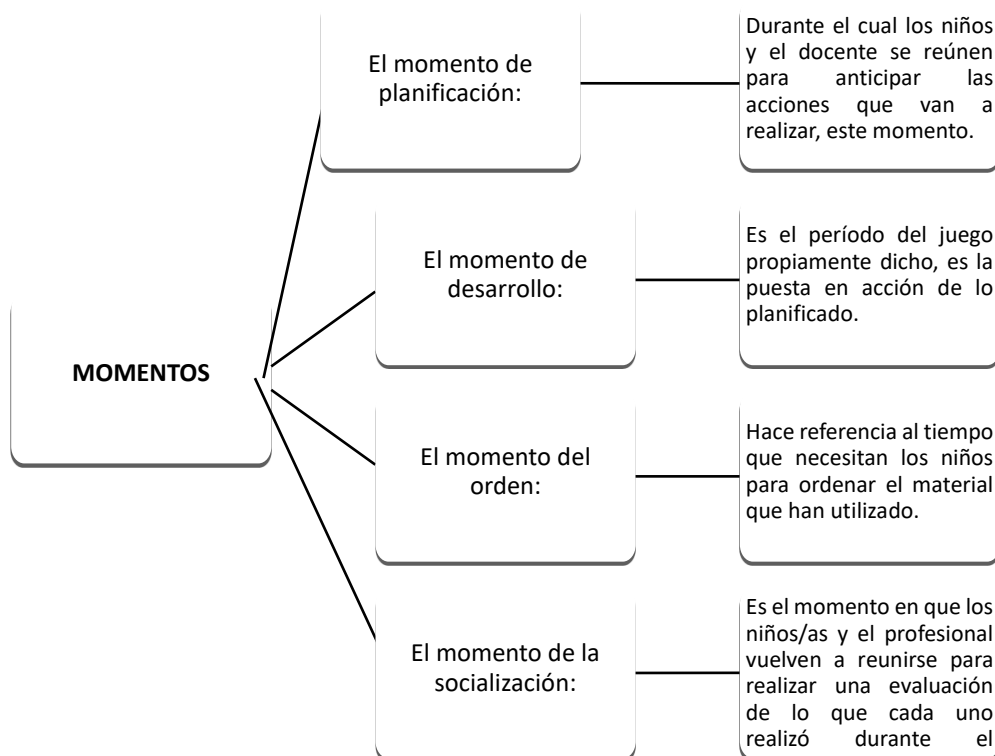 MOMENTOS
El momento de
planificación:
Durante el cual los niños
y el docente se reúnen
para anticipar las
acciones que van a
realizar, este momento.
El momento de
desarrollo:
Es el período del juego
propiamente dicho, es la
puesta en acción de lo
planificado.
El momento del
orden:
Hace referencia al tiempo
que necesitan los niños
para ordenar el material
que han utilizado.
El momento de la
socialización:
Es el momento en que los
niños/as y el profesional
vuelven a reunirse para
realizar una evaluación
de lo que cada uno
realizó durante el